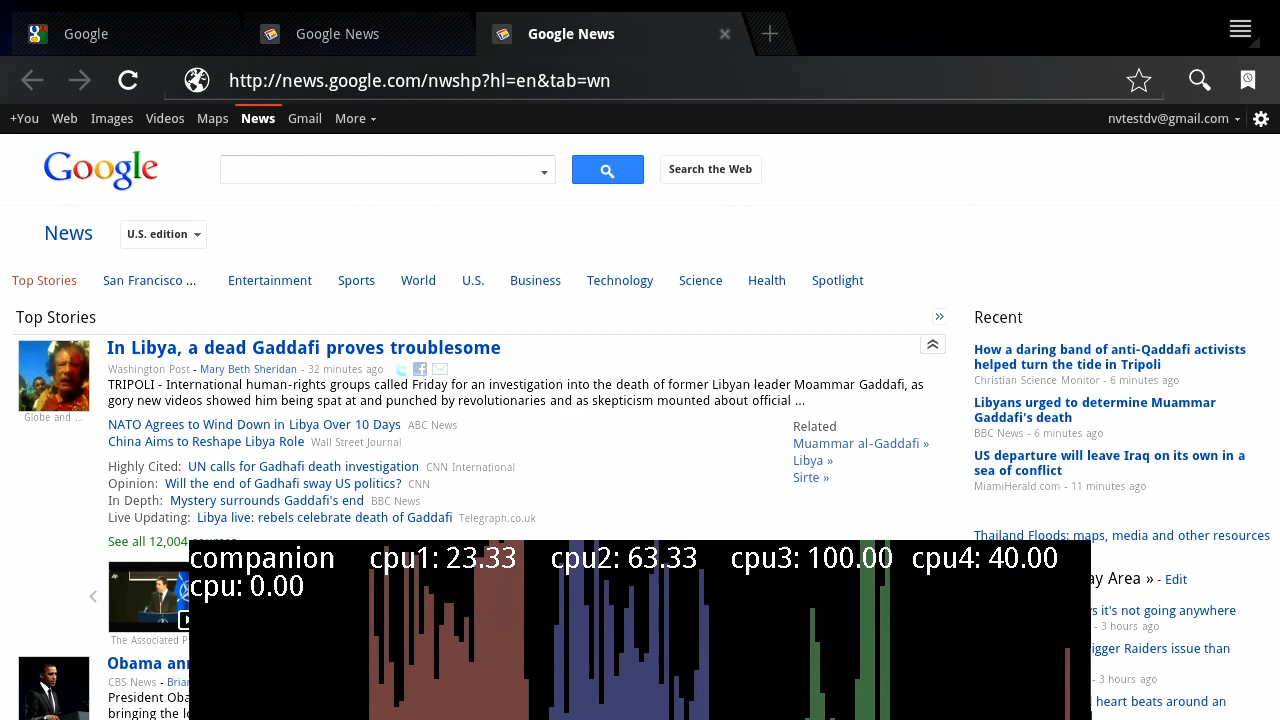 Google
Google News
Google News
http://news.google.com/nwshp?hl=en&tab=wn
+You Web Images Videos Maps News Gmail More
nvtestdv@gmail.com
Google
Search the Web
News
U.S. edition
Top Stories San Francisco ... Entertainment Sports World U.S. Business Technology Science Health Spotlight
Top Stories
»
In Libya, a dead Gaddafi proves troublesome
Washington Post - Mary Beth Sheridan - 32 minutes ago
TRIPOLI - International human-rights groups called Friday for an investigation into the death of former Libyan leader Moammar Gaddafi, as
gory new videos showed him being spat at and punched by revolutionaries and as skepticism mounted about official ...
Globe and ...
NATO Agrees to Wind Down in Libya Over 10 Days ABC News
China Aims to Reshape Libya Role Wall Street Journal
Highly Cited: UN calls for Gadhafi death investigation CNN International
Opinion: Will the end of Gadhafi sway US politics? CNN
In Depth: Mystery surrounds Gaddafi's end BBC News
Live Updating: Libya live: rebels celebrate death of Gaddafi Telegraph.co.uk
See all 12,004
Related
Muammar al-Gaddafi »
Libya »
Sirte »
The Associated P
Obama an
CBS News - Brian
President Oba
bringing the lo
Recent
How a daring band of anti-Qaddafi activists
helped turn the tide in Tripoli
Christian Science Monitor - 6 minutes ago
Libyans urged to determine Muammar
Gaddafi's death
BBC News - 6 minutes ago
US departure will leave Iraq on its own in a
sea of conflict
MiamiHerald.com - 11 minutes ago
Thailand Floods: maps, media and other resources
ay Area » - Edit
s it's not going anywhere
- 3 hours ago
igger Raiders issue than
- 3 hours ago
heart beats around an
companion cpu1: 23.33 cpu2: 63.33 cpu3: 100.00 cpu4: 40.00
cpu: 0.00